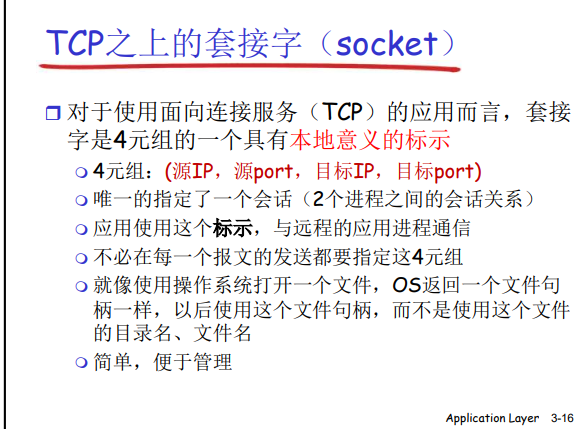 TCP之上的套接字（socket）
对于使用面向连接服务（TCP）的应用而言，套接
字是4元组的一个具有本地意义的标示
4元组：(源IP，源port，目标IP，目标port)
唯一的指定了一个会话（2个进程之间的会话关系）
应用使用这个标示，与远程的应用进程通信
不必在每一个报文的发送都要指定这4元组
就像使用操作系统打开一个文件，OS返回一个文件句
柄一样，以后使用这个文件句柄，而不是使用这个文件
的目录名、文件名
简单，便于管理
Application Layer 3-16